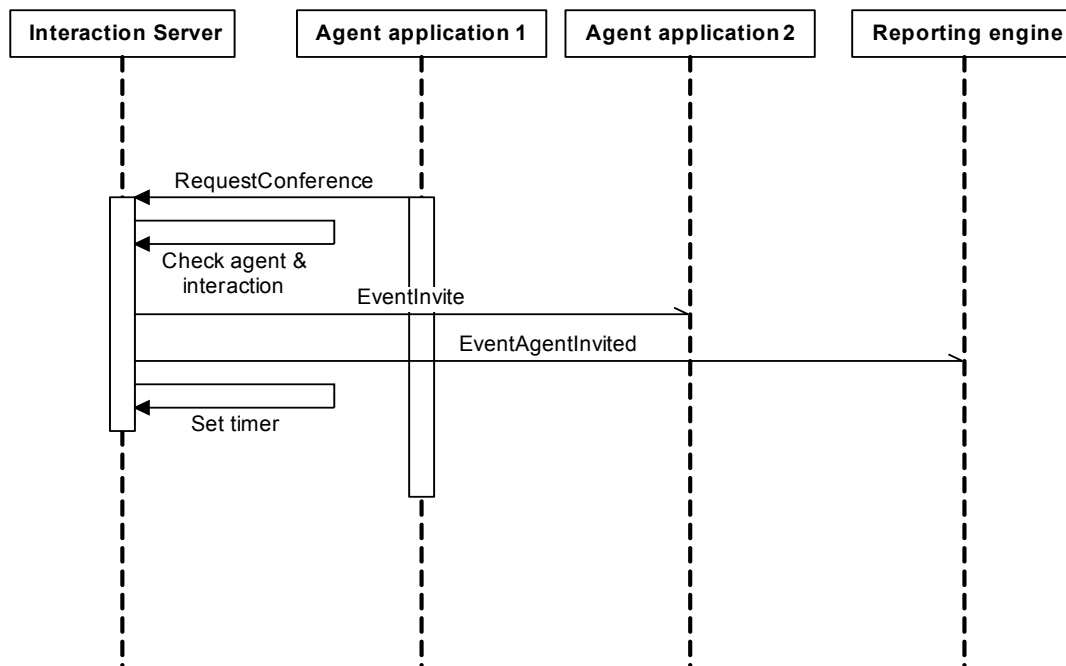 Interaction Server
Agent application 1
Agent application 2
Reporting engine
RequestConference
Check agent &
interaction
EventInvite
EventAgentInvited
Set timer